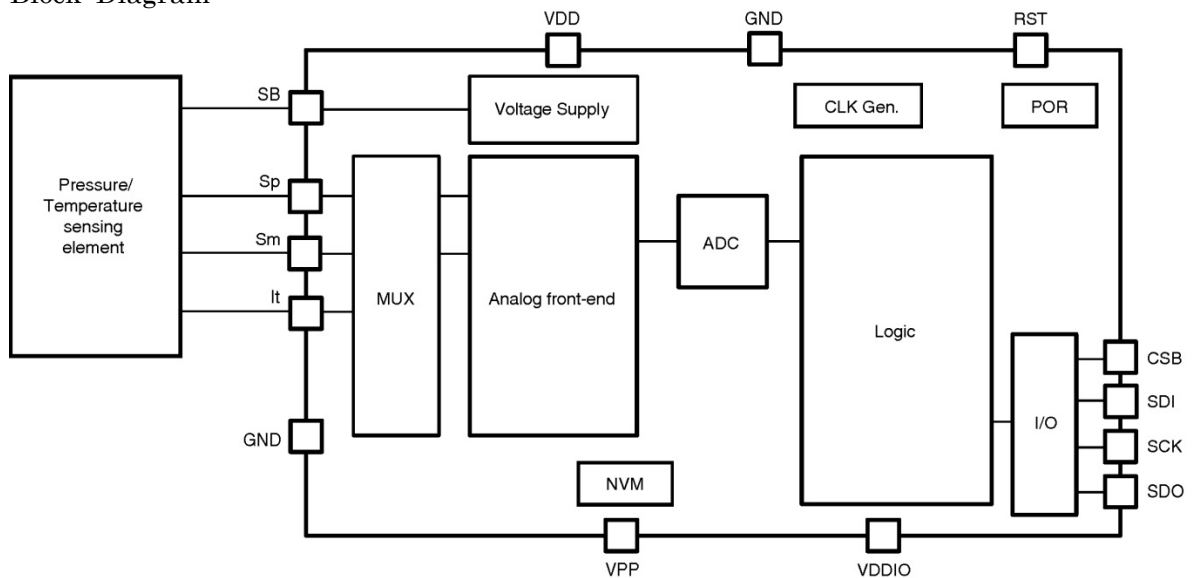 Block Diagram
VDD
GND
RST
SB
Voltage Supply
CLK Gen.
POR
Pressure/
Temperature
sensing
element
Sp
Sm
It
MUX
Analog front-end
ADC
Logic
I/O
CSB
SDI
SCK
SDO
GND
NVM
VPP
VDDIO